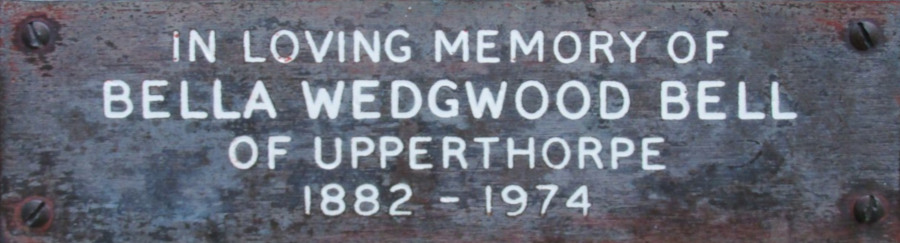 IN LOVING MEMORY OF
BELLA WEDGWOOD BELL
OF UPPERTHORPE
1882 - 1974